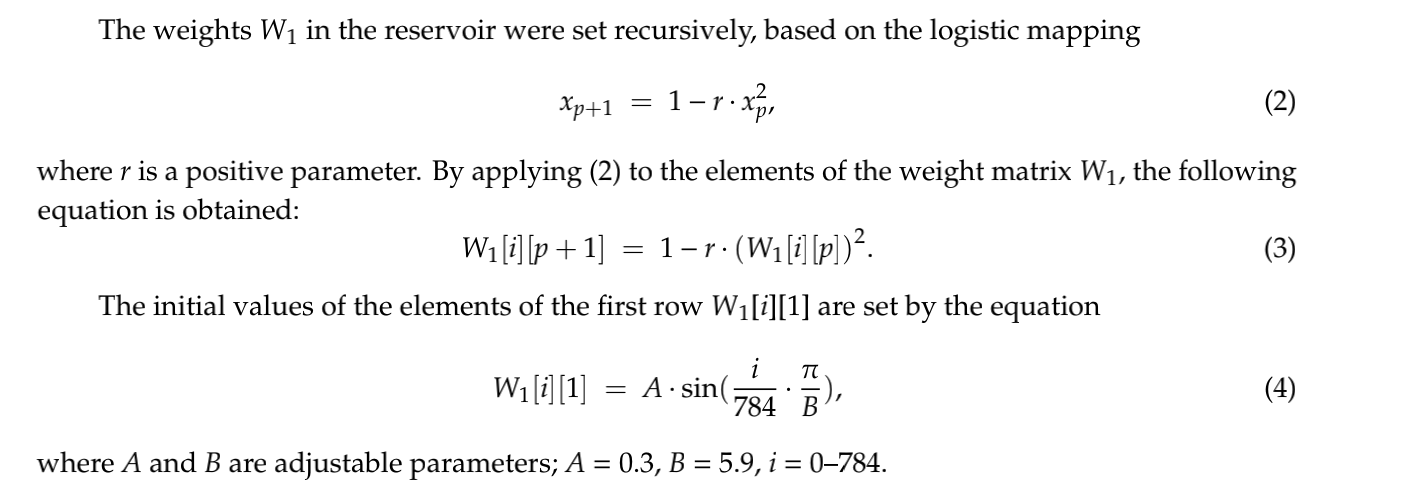 The weights W₁ in the reservoir were set recursively, based on the logistic mapping
xₚ₊₁ = 1 − r · xₚ², (2)
where r is a positive parameter. By applying (2) to the elements of the weight matrix W₁, the following
equation is obtained:
W₁[i][p + 1] = 1 − r · (W₁[i][p])². (3)
The initial values of the elements of the first row W₁[i][1] are set by the equation
W₁[i][1] = A · sin(i/784 · π/B), (4)
where A and B are adjustable parameters; A = 0.3, B = 5.9, i = 0–784.